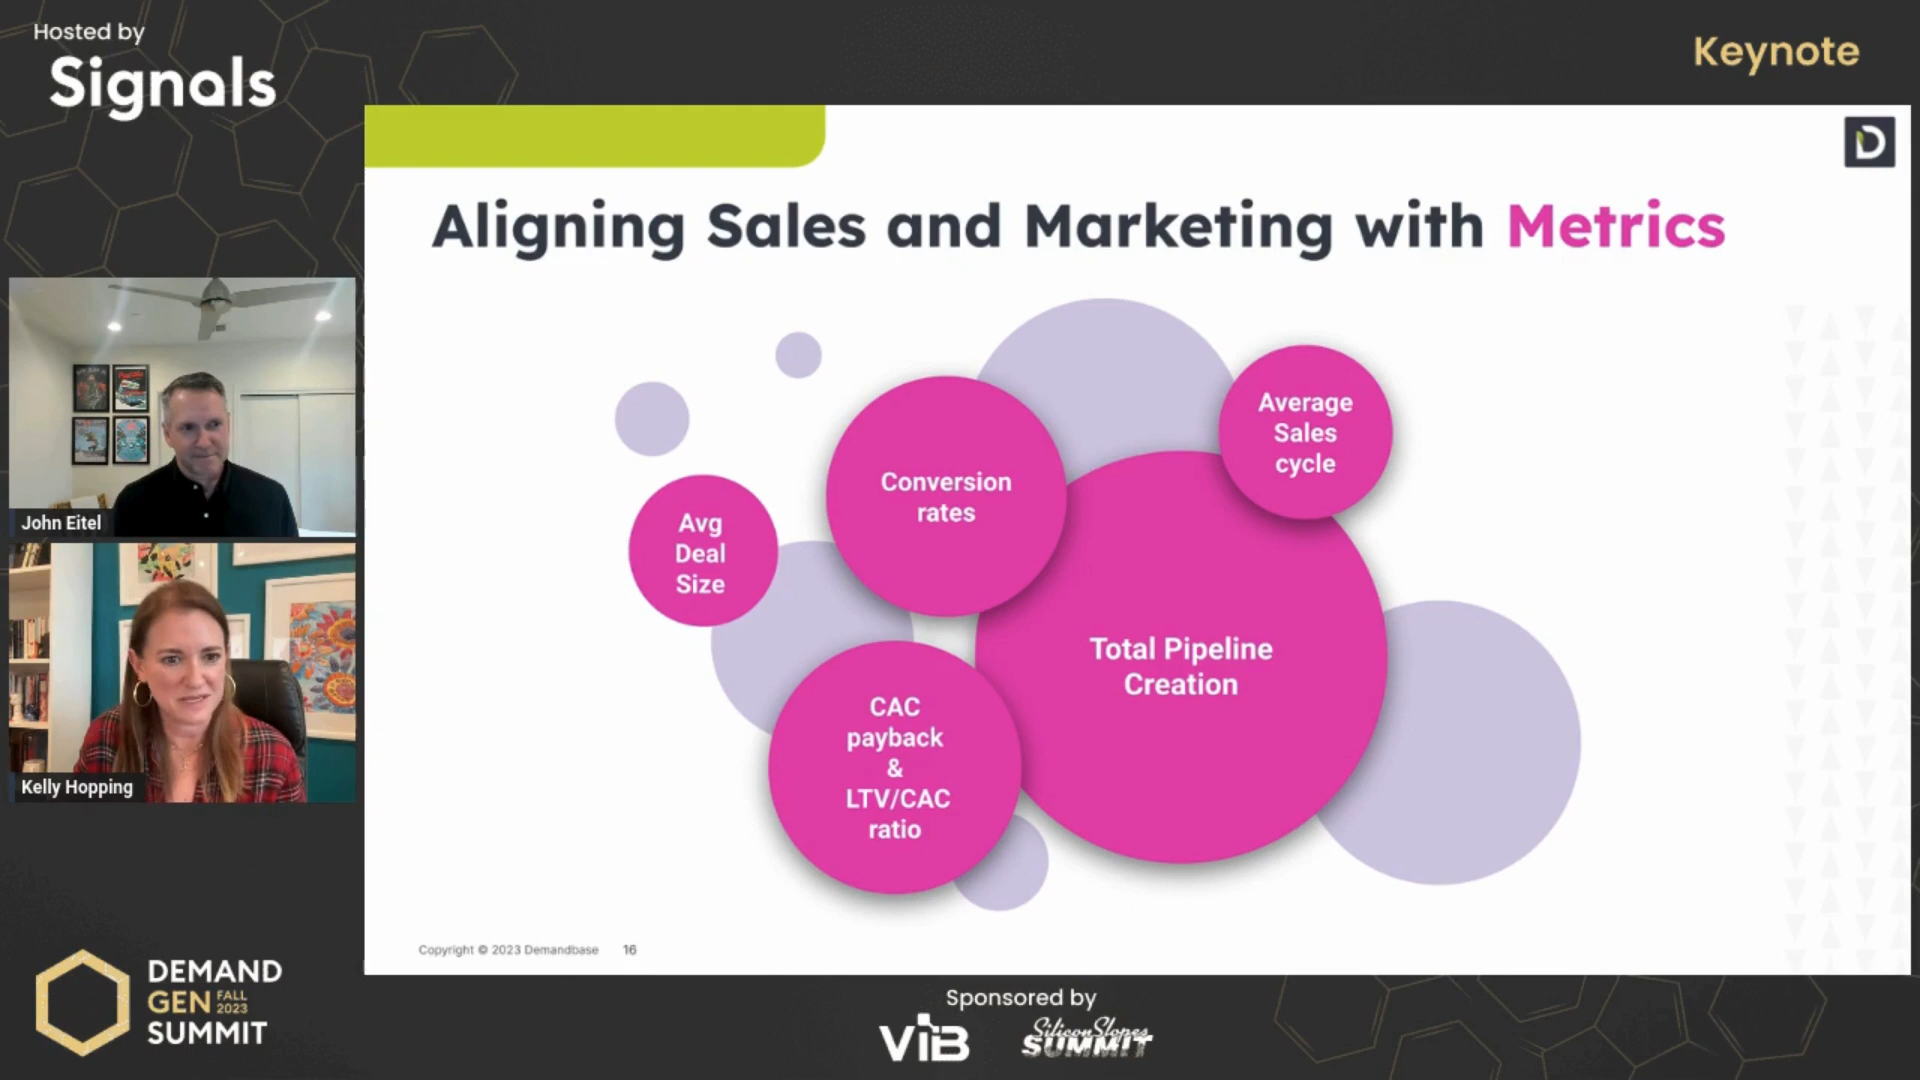 Hosted by
Signals
Keynote
D
Aligning Sales and Marketing with Metrics
Average
Sales
cycle
Conversion
rates
Avg
Deal
Size
Total Pipeline
Creation
CAC
payback
&
LTV/CAC
ratio
John Eitel
Kelly Hopping
Copyright © 2023 Demandbase 16
DEMAND
GEN FALL 2023
SUMMIT
Sponsored by
ViB
Silicon Slopes
SUMMIT